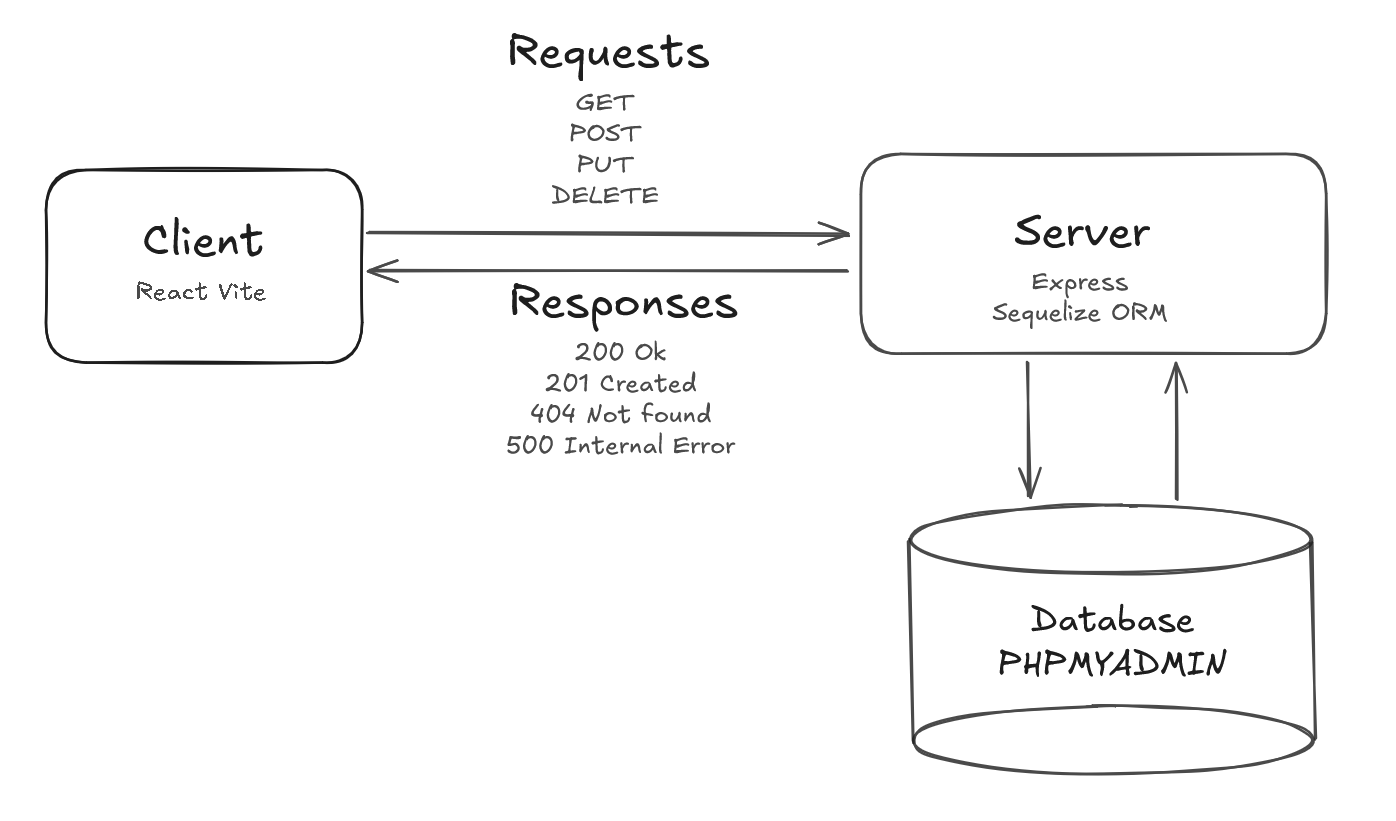 Requests
GET
POST
PUT
DELETE
Client
React Vite
Server
Express
Sequelize ORM
Responses
200 Ok
201 Created
404 Not found
500 Internal Error
Database
PHPMYADMIN